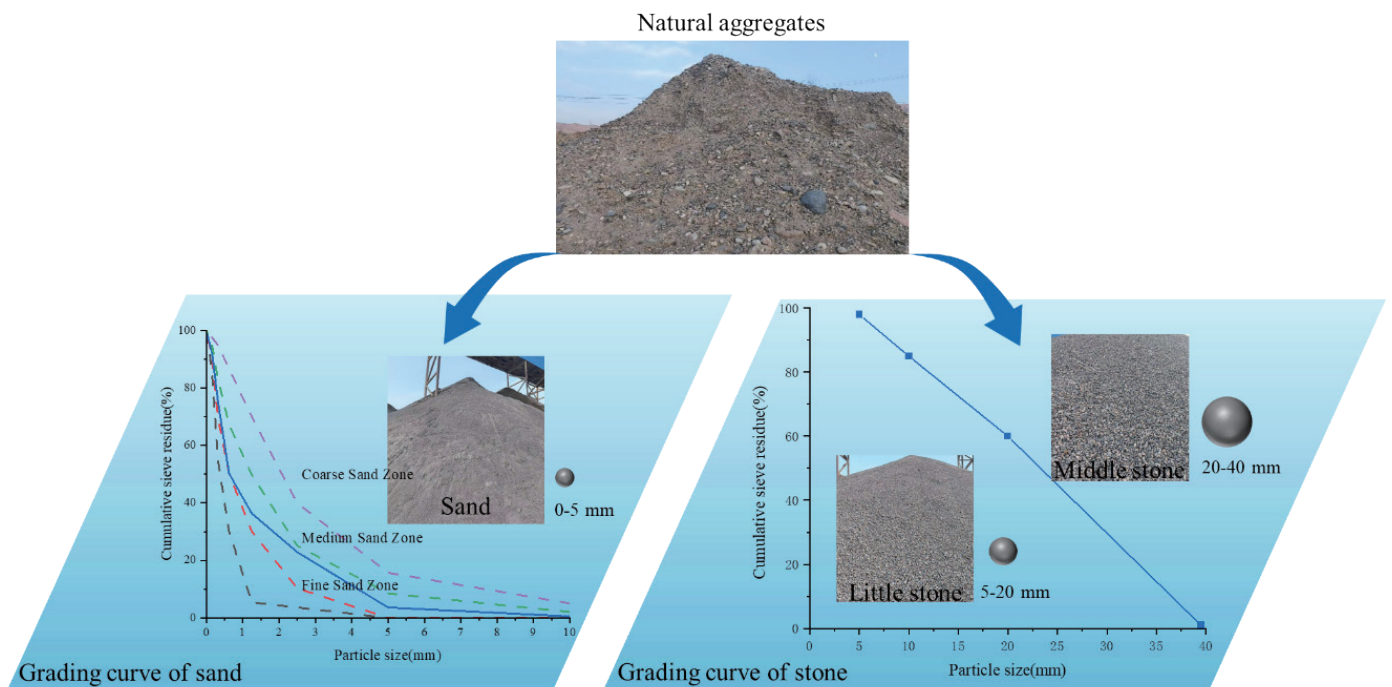 Natural aggregates
100
80
60
40
20
0
Cumulative sieve residue(%)
Coarse Sand Zone
Medium Sand Zone
Fine Sand Zone
Sand
0-5 mm
0 1 2 3 4 5 6 7 8 9 10
Particle size(mm)
Grading curve of sand
100
80
60
40
20
0
Cumulative sieve residue(%)
Middle stone
20-40 mm
Little stone
5-20 mm
0 5 10 15 20 25 30 35 40
Particle size(mm)
Grading curve of stone